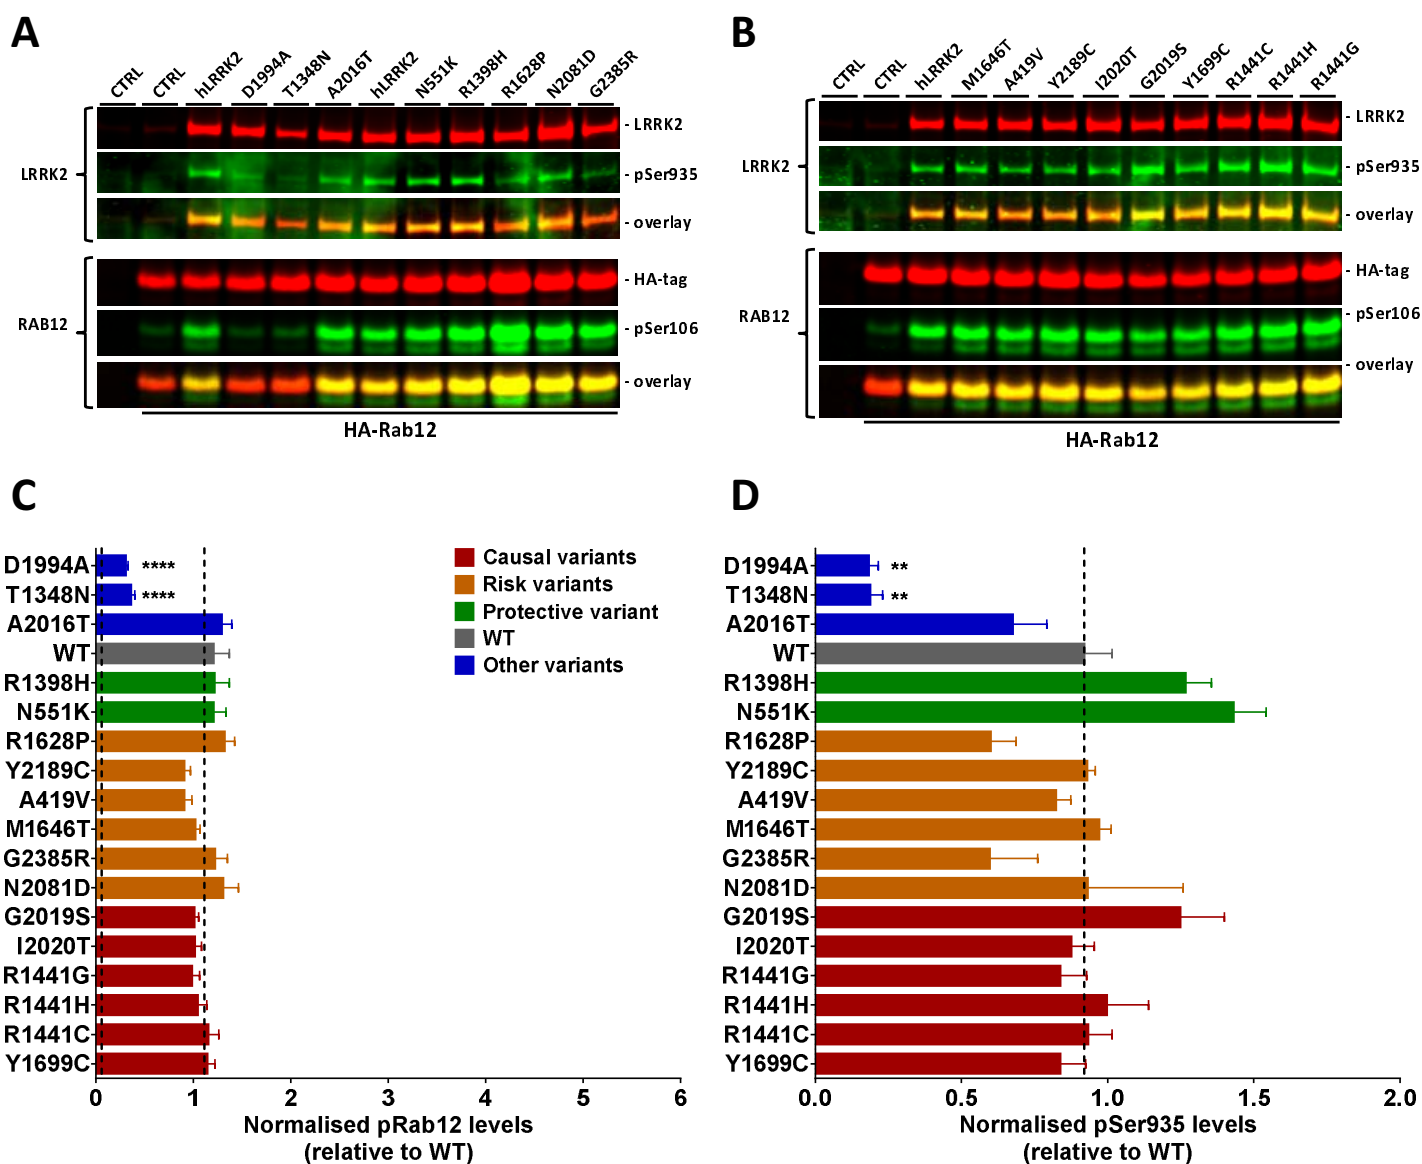 A
CTRL CTRL hLRRK2 D1994A T1348N A2016T hLRRK2 N551K R1398H R1628P N2081D G2385R
LRRK2
- LRRK2
- pSer935
- overlay
RAB12
- HA-tag
- pSer106
- overlay
HA-Rab12
B
CTRL CTRL hLRRK2 M1646T A419V Y2189C I2020T G2019S Y1699C R1441C R1441H R1441G
LRRK2
- LRRK2
- pSer935
- overlay
RAB12
- HA-tag
- pSer106
- overlay
HA-Rab12
C
D1994A ****
T1348N ****
A2016T
WT
R1398H
N551K
R1628P
Y2189C
A419V
M1646T
G2385R
N2081D
G2019S
I2020T
R1441G
R1441H
R1441C
Y1699C
0 1 2 3 4 5 6
Normalised pRab12 levels
(relative to WT)
Causal variants
Risk variants
Protective variant
WT
Other variants
D
D1994A **
T1348N **
A2016T
WT
R1398H
N551K
R1628P
Y2189C
A419V
M1646T
G2385R
N2081D
G2019S
I2020T
R1441G
R1441H
R1441C
Y1699C
0.0 0.5 1.0 1.5 2.0
Normalised pSer935 levels
(relative to WT)